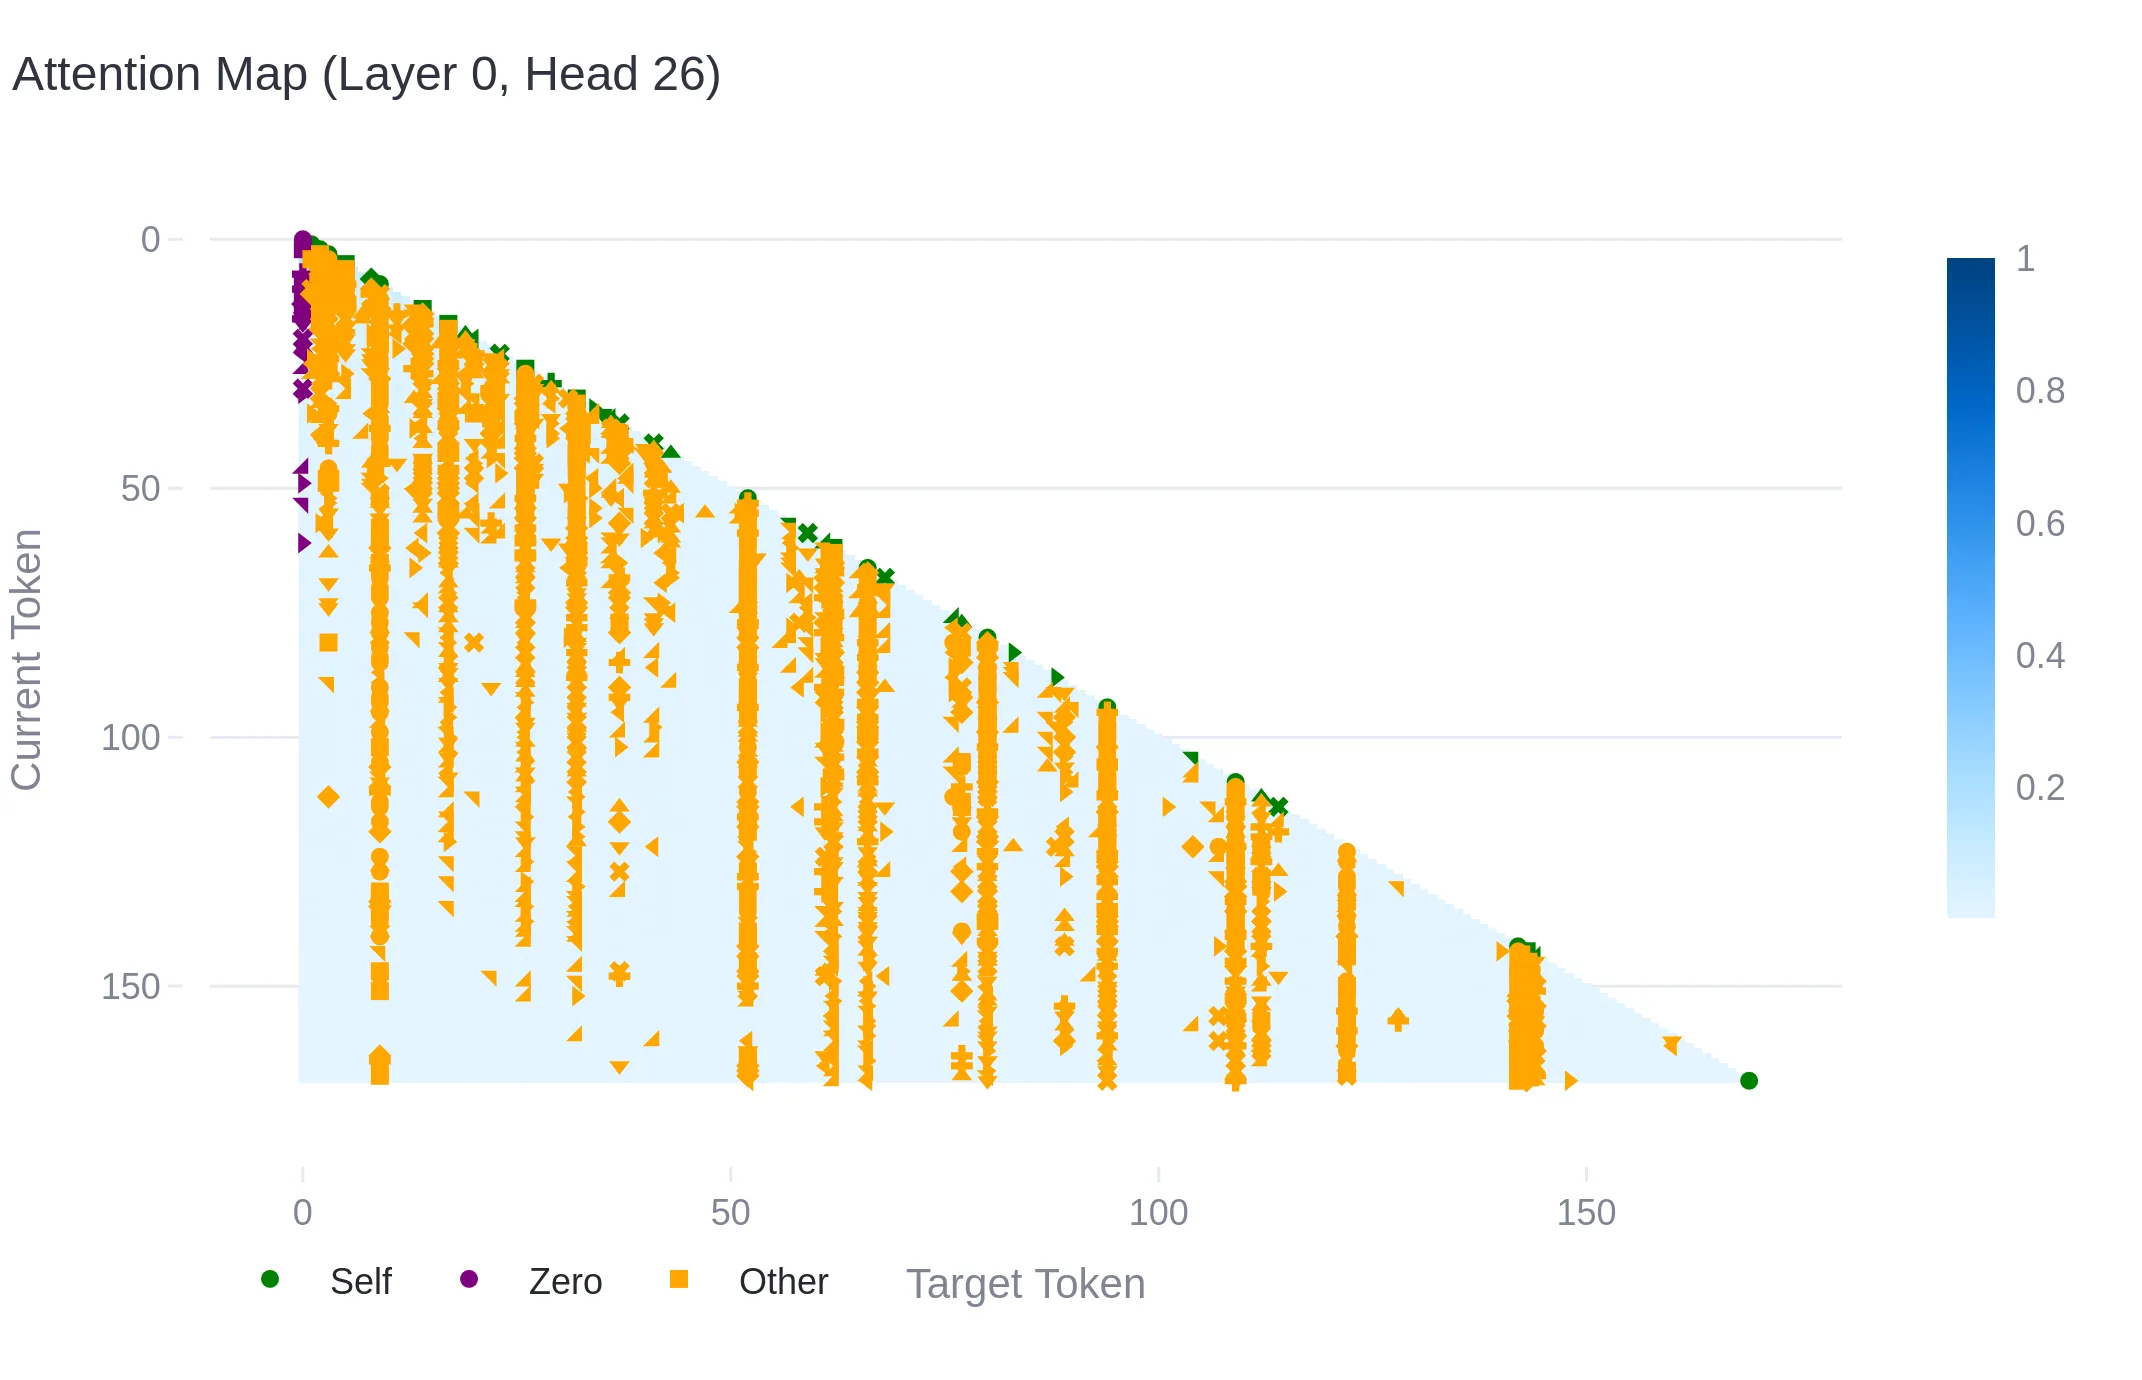 Attention Map (Layer 0, Head 26)
0
50
100
150
Current Token
1
0.8
0.6
0.4
0.2
0 50 100 150
Self Zero Other Target Token